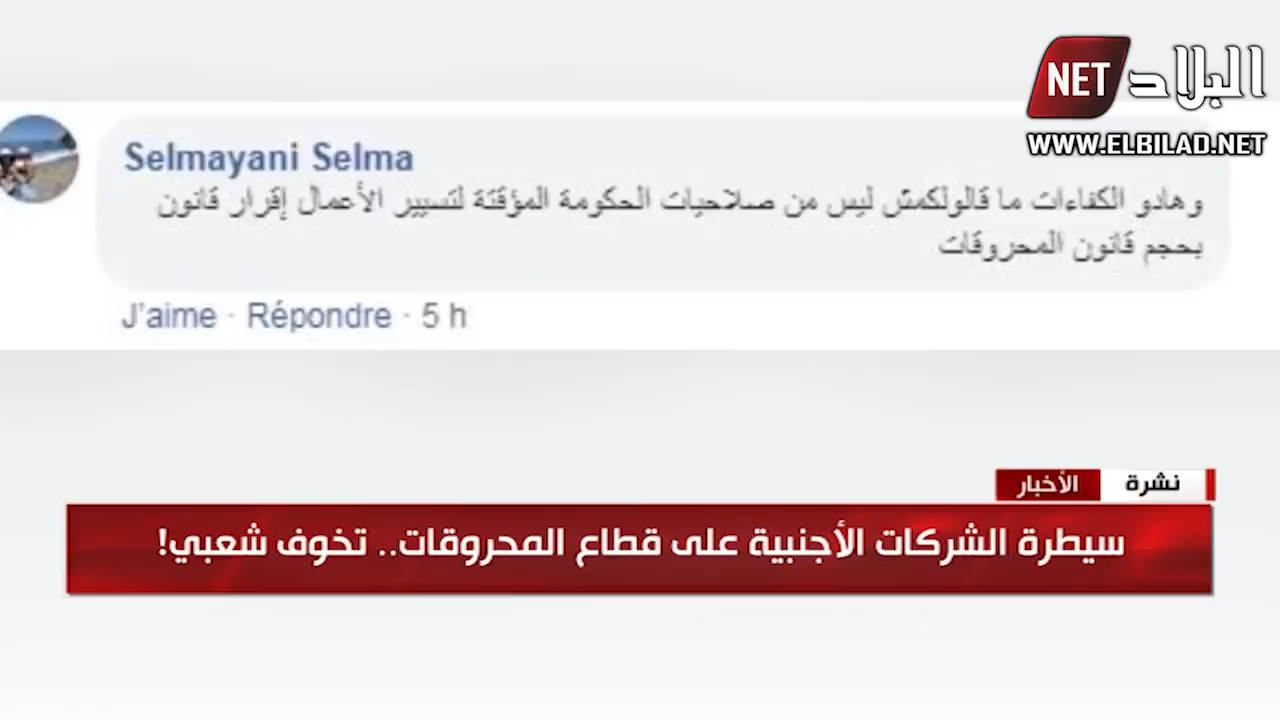 البلاد NET
WWW.ELBILAD.NET
Selmayani Selma
وهادو الكفاءات ما قالولكمش ليس من صلاحيات الحكومة المؤقتة لتسيير الأعمال إقرار قانون
بحجم قانون المحروقات
J'aime · Répondre · 5 h
نشرة الأخبار
سيطرة الشركات الأجنبية على قطاع المحروقات.. تخوف شعبي!